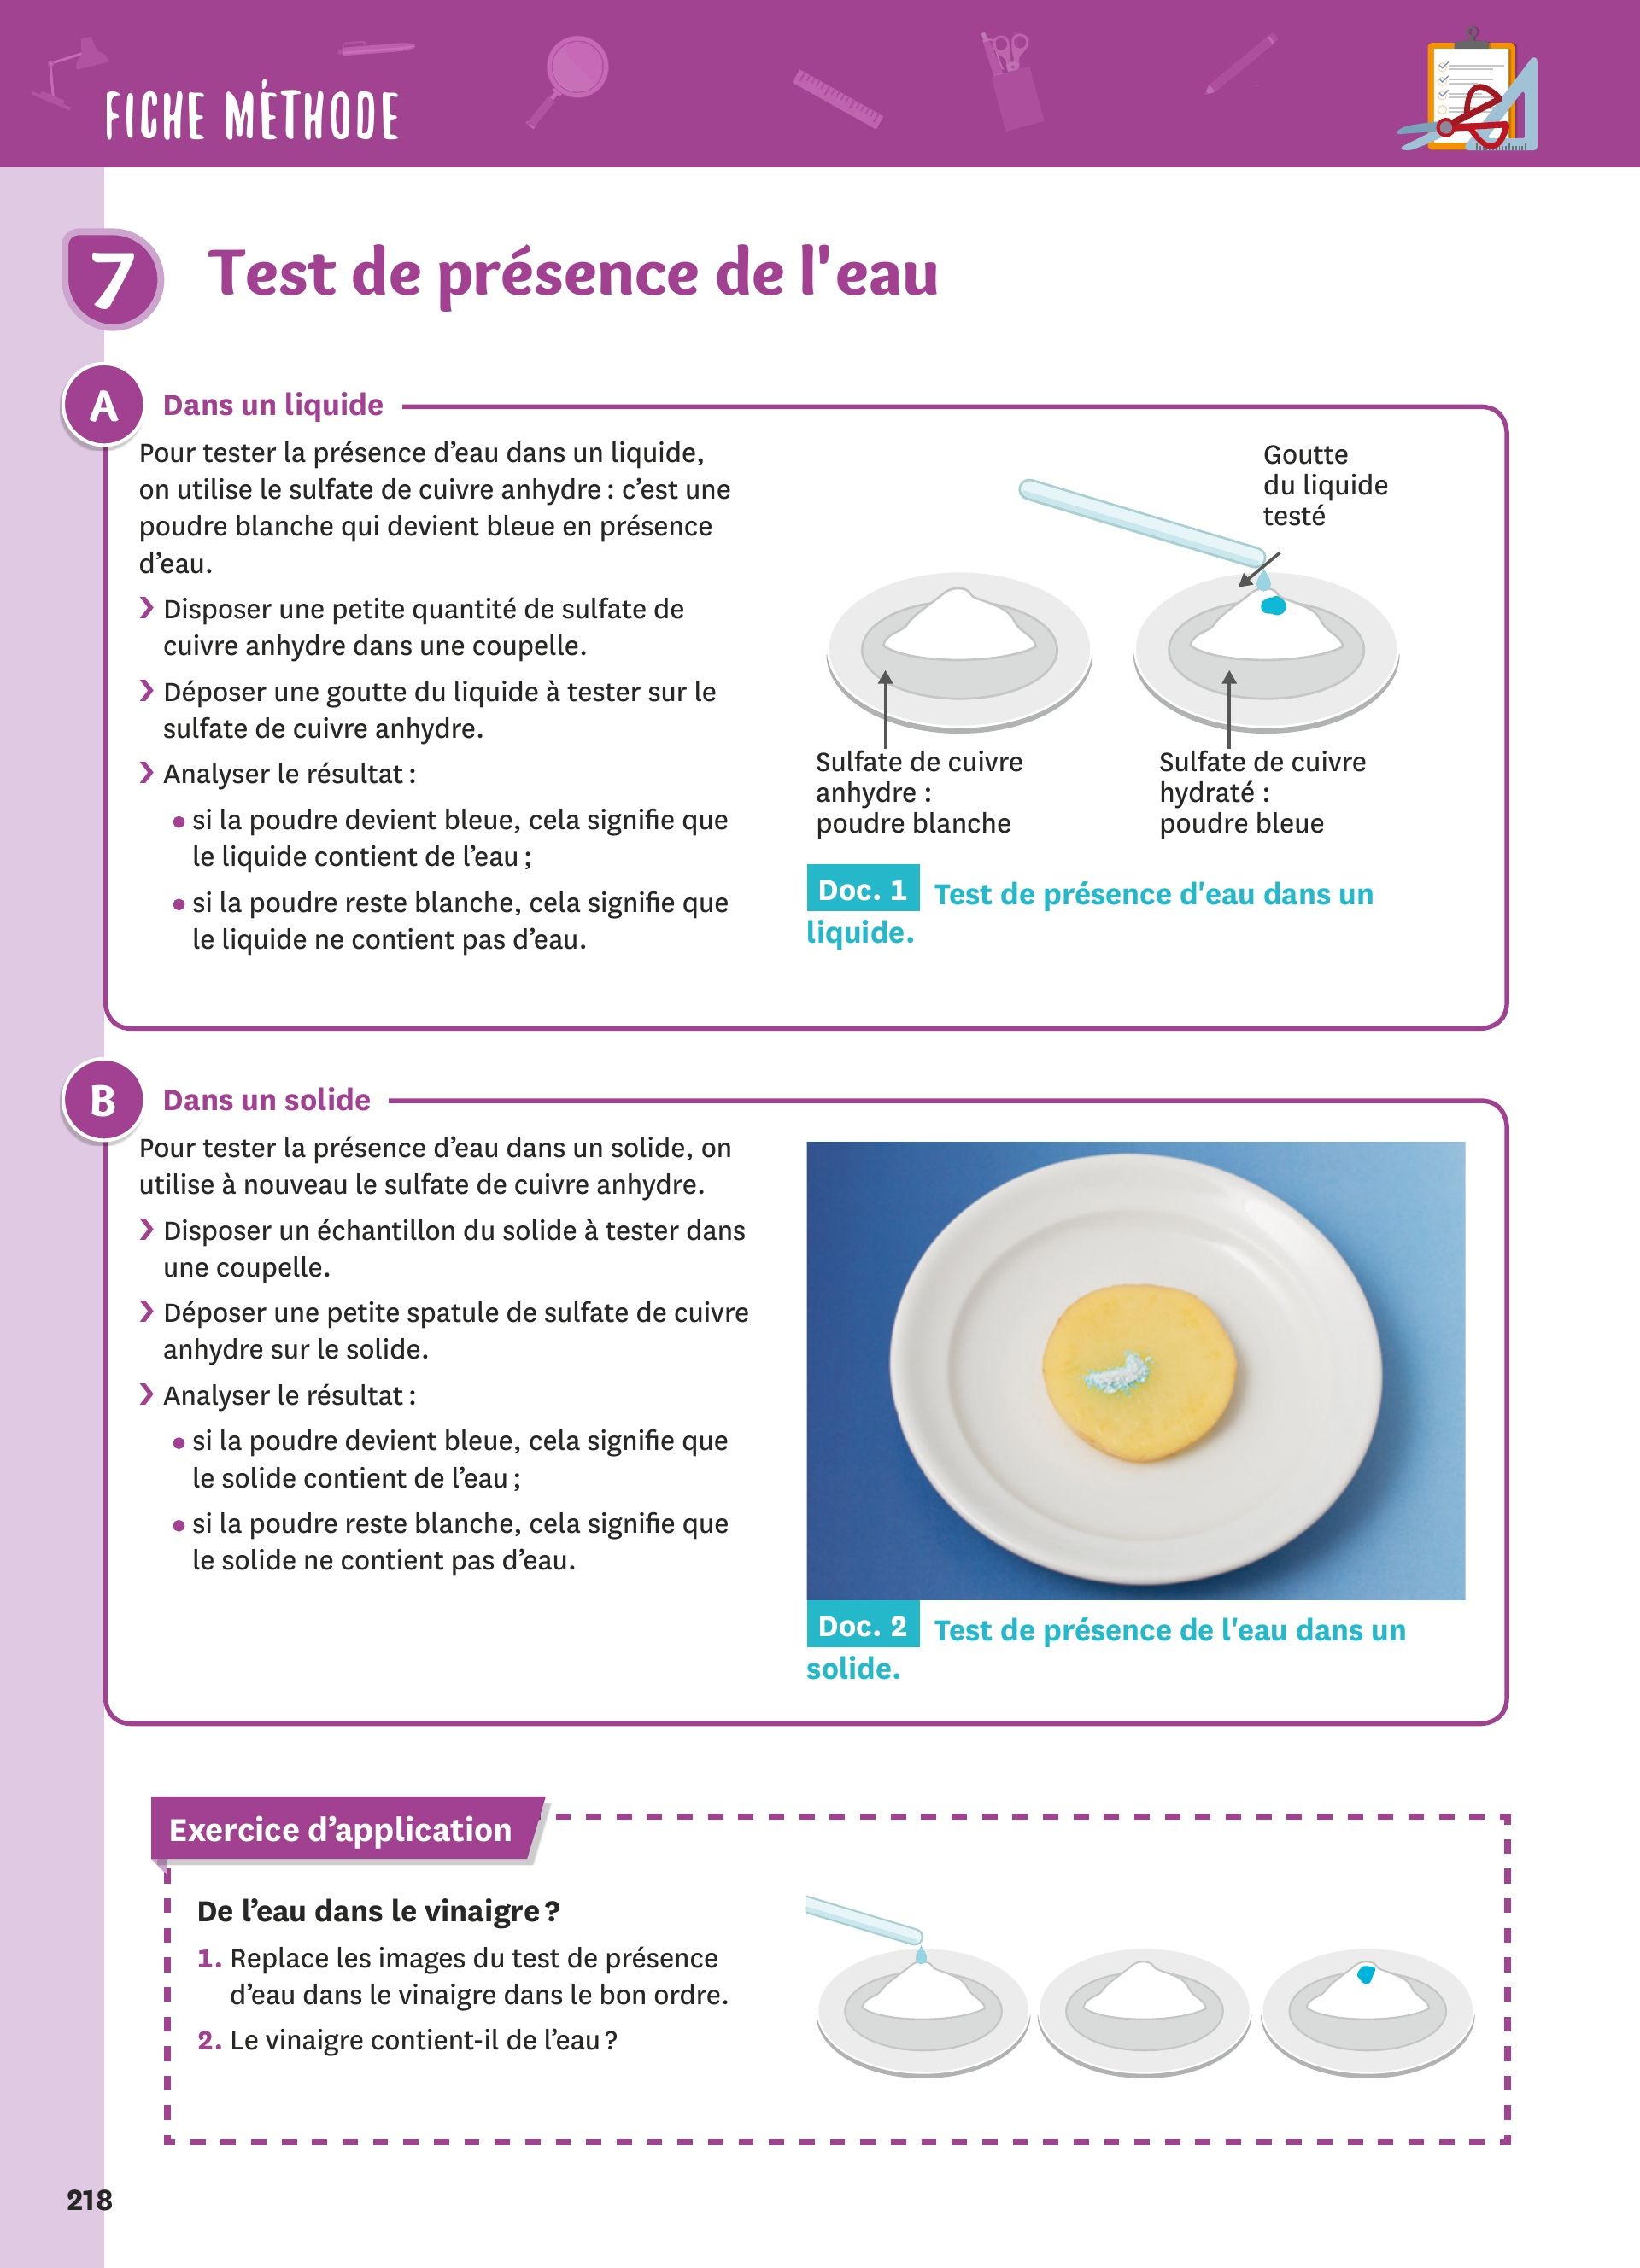 FICHE MÉTHODE
7
Test de présence de l'eau
A
Dans un liquide
Pour tester la présence d’eau dans un liquide,
on utilise le sulfate de cuivre anhydre : c’est une
poudre blanche qui devient bleue en présence
d’eau.
❯ Disposer une petite quantité de sulfate de
cuivre anhydre dans une coupelle.
❯ Déposer une goutte du liquide à tester sur le
sulfate de cuivre anhydre.
❯ Analyser le résultat :
• si la poudre devient bleue, cela signifie que
le liquide contient de l’eau ;
• si la poudre reste blanche, cela signifie que
le liquide ne contient pas d’eau.
Goutte
du liquide
testé
Sulfate de cuivre
anhydre :
poudre blanche
Sulfate de cuivre
hydraté :
poudre bleue
Doc. 1 Test de présence d'eau dans un
liquide.
B
Dans un solide
Pour tester la présence d’eau dans un solide, on
utilise à nouveau le sulfate de cuivre anhydre.
❯ Disposer un échantillon du solide à tester dans
une coupelle.
❯ Déposer une petite spatule de sulfate de cuivre
anhydre sur le solide.
❯ Analyser le résultat :
• si la poudre devient bleue, cela signifie que
le solide contient de l’eau ;
• si la poudre reste blanche, cela signifie que
le solide ne contient pas d’eau.
Doc. 2 Test de présence de l'eau dans un
solide.
Exercice d’application
De l’eau dans le vinaigre ?
1. Replace les images du test de présence
d’eau dans le vinaigre dans le bon ordre.
2. Le vinaigre contient-il de l’eau ?
218